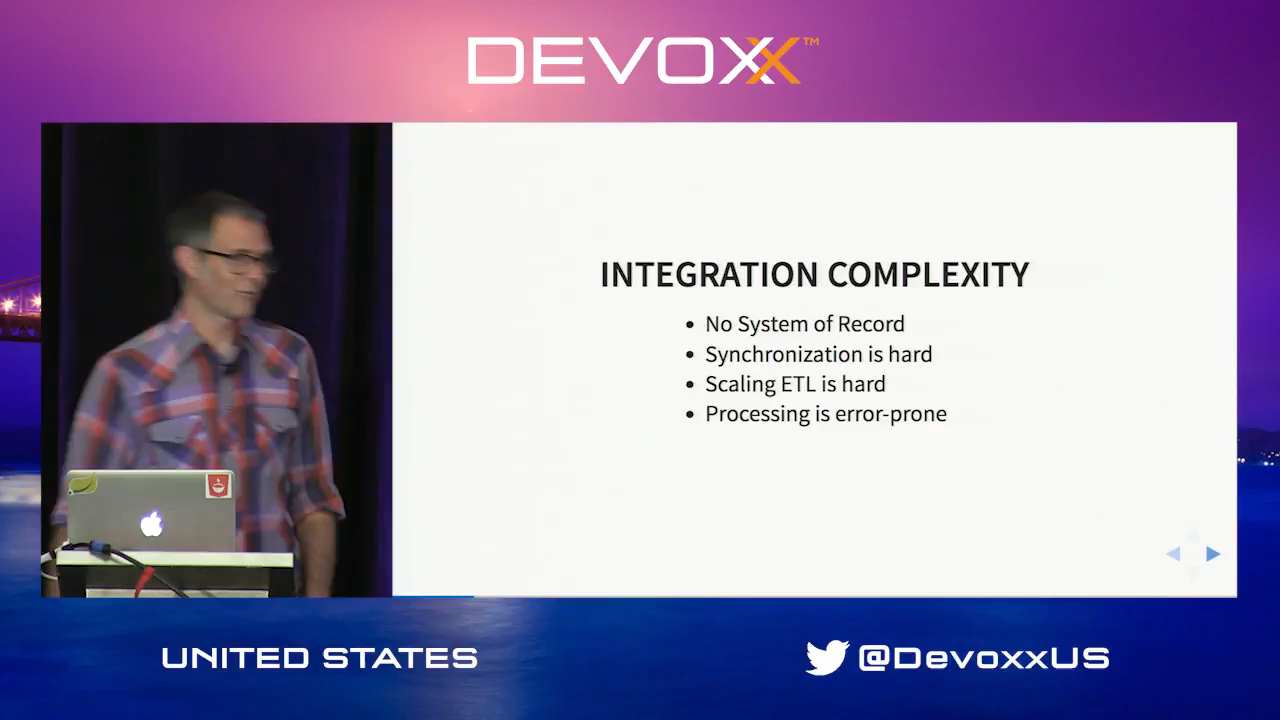 DEVOXX™
INTEGRATION COMPLEXITY
• No System of Record
• Synchronization is hard
• Scaling ETL is hard
• Processing is error-prone
UNITED STATES
@DevoxxUS